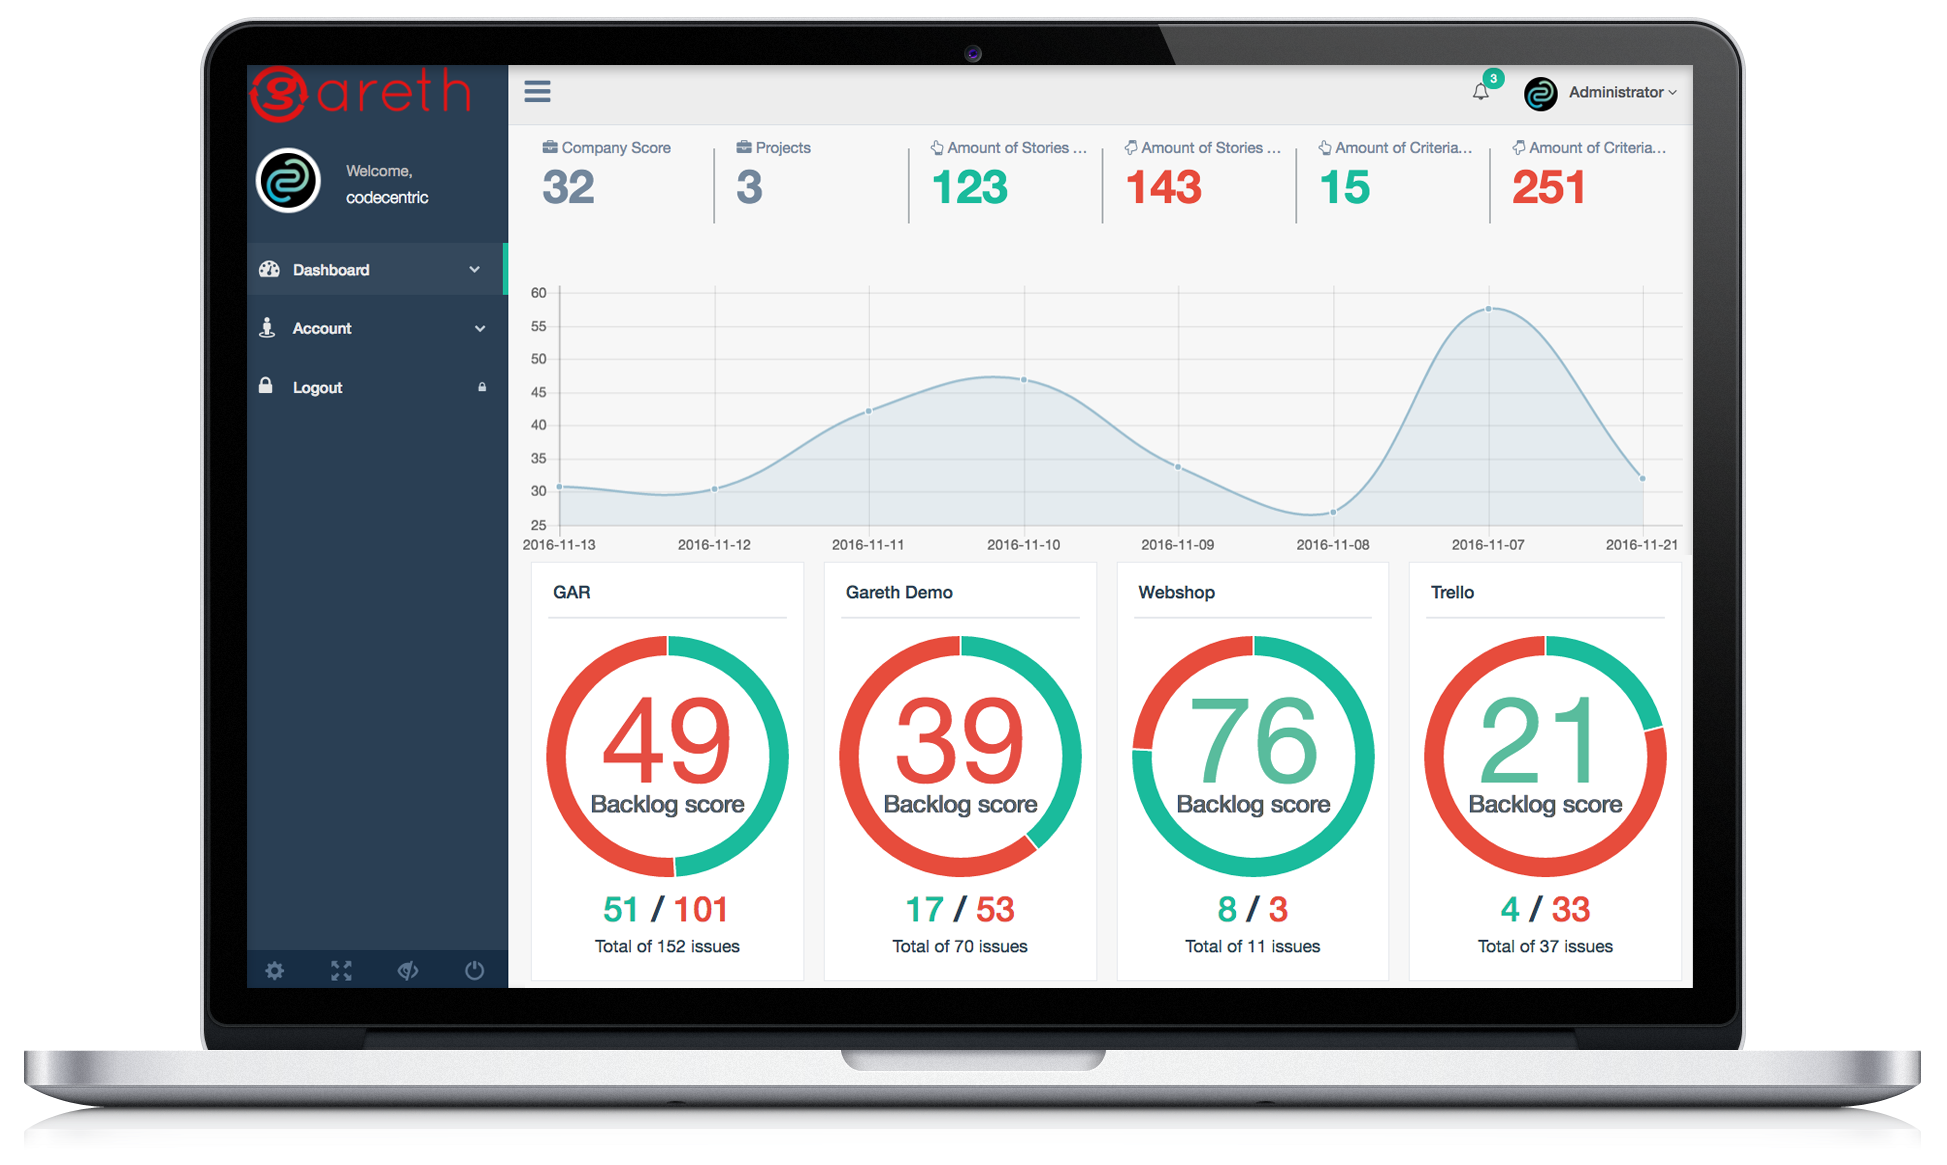 gareth
3
Administrator
Welcome,
codecentric
Dashboard
Account
Logout
Company Score
32
Projects
3
Amount of Stories ...
123
Amount of Stories ...
143
Amount of Criteria...
15
Amount of Criteria...
251
60
55
50
45
40
35
30
25
2016-11-13 2016-11-12 2016-11-11 2016-11-10 2016-11-09 2016-11-08 2016-11-07 2016-11-21
GAR
49
Backlog score
51 / 101
Total of 152 issues
Gareth Demo
39
Backlog score
17 / 53
Total of 70 issues
Webshop
76
Backlog score
8 / 3
Total of 11 issues
Trello
21
Backlog score
4 / 33
Total of 37 issues